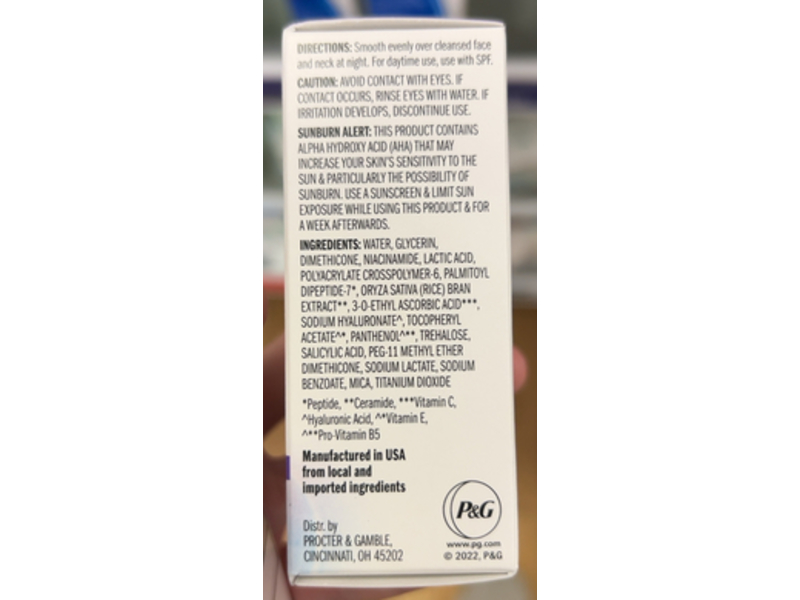 DIRECTIONS: Smooth evenly over cleansed face
and neck at night. For daytime use, use with SPF.
CAUTION: AVOID CONTACT WITH EYES. IF
CONTACT OCCURS, RINSE EYES WITH WATER. IF
IRRITATION DEVELOPS, DISCONTINUE USE.
SUNBURN ALERT: THIS PRODUCT CONTAINS
ALPHA HYDROXY ACID (AHA) THAT MAY
INCREASE YOUR SKIN'S SENSITIVITY TO THE
SUN & PARTICULARLY THE POSSIBILITY OF
SUNBURN. USE A SUNSCREEN & LIMIT SUN
EXPOSURE WHILE USING THIS PRODUCT & FOR
A WEEK AFTERWARDS.
INGREDIENTS: WATER, GLYCERIN,
DIMETHICONE, NIACINAMIDE, LACTIC ACID,
POLYACRYLATE CROSSPOLYMER-6, PALMITOYL
DIPEPTIDE-7*, ORYZA SATIVA (RICE) BRAN
EXTRACT**, 3-O-ETHYL ASCORBIC ACID***,
SODIUM HYALURONATE^, TOCOPHERYL
ACETATE^*, PANTHENOL^**, TREHALOSE,
SALICYLIC ACID, PEG-11 METHYL ETHER
DIMETHICONE, SODIUM LACTATE, SODIUM
BENZOATE, MICA, TITANIUM DIOXIDE
*Peptide, **Ceramide, ***Vitamin C,
^Hyaluronic Acid, ^*Vitamin E,
^**Pro-Vitamin B5
Manufactured in USA
from local and
imported ingredients
Distr. by
PROCTER & GAMBLE,
CINCINNATI, OH 45202
P&G
www.pg.com
© 2022, P&G